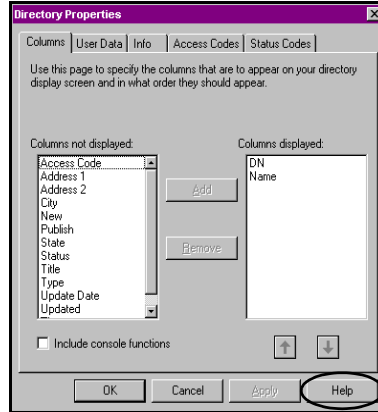 Directory Properties
Columns User Data Info Access Codes Status Codes
Use this page to specify the columns that are to appear on your directory
display screen and in what order they should appear.
Columns not displayed:
Access Code
Address 1
Address 2
City
New
Publish
State
Status
Title
Type
Update Date
Updated
Add
Remove
Columns displayed:
DN
Name
Include console functions
OK Cancel Apply Help